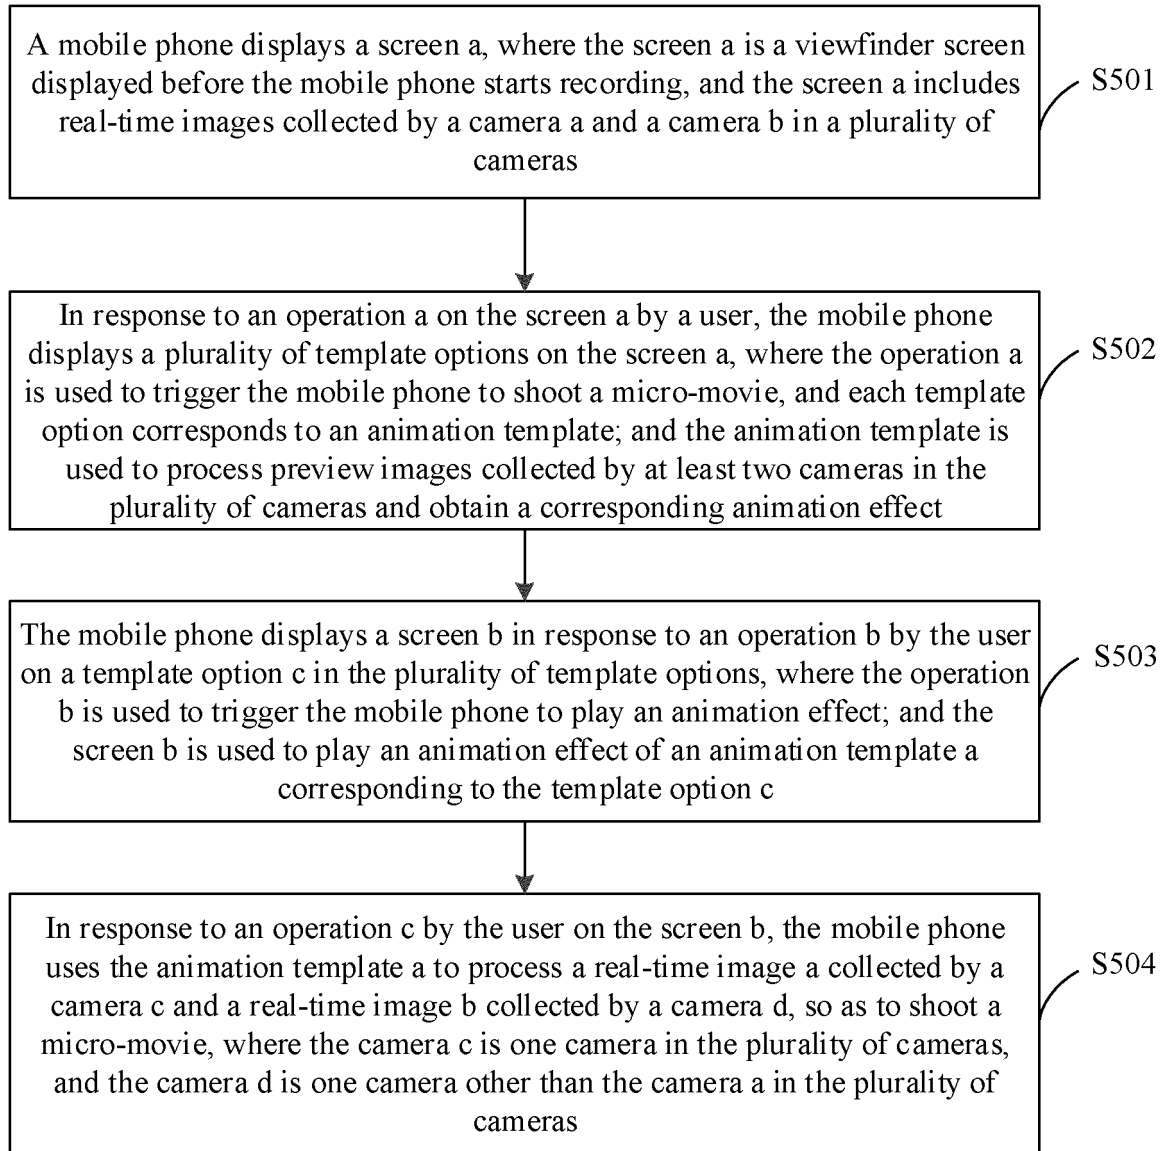 A mobile phone displays a screen a, where the screen a is a viewfinder screen
displayed before the mobile phone starts recording, and the screen a includes
real-time images collected by a camera a and a camera b in a plurality of
cameras
S501
In response to an operation a on the screen a by a user, the mobile phone
displays a plurality of template options on the screen a, where the operation a
is used to trigger the mobile phone to shoot a micro-movie, and each template
option corresponds to an animation template; and the animation template is
used to process preview images collected by at least two cameras in the
plurality of cameras and obtain a corresponding animation effect
S502
The mobile phone displays a screen b in response to an operation b by the user
on a template option c in the plurality of template options, where the operation
b is used to trigger the mobile phone to play an animation effect; and the
screen b is used to play an animation effect of an animation template a
corresponding to the template option c
S503
In response to an operation c by the user on the screen b, the mobile phone
uses the animation template a to process a real-time image a collected by a
camera c and a real-time image b collected by a camera d, so as to shoot a
micro-movie, where the camera c is one camera in the plurality of cameras,
and the camera d is one camera other than the camera a in the plurality of
cameras
S504